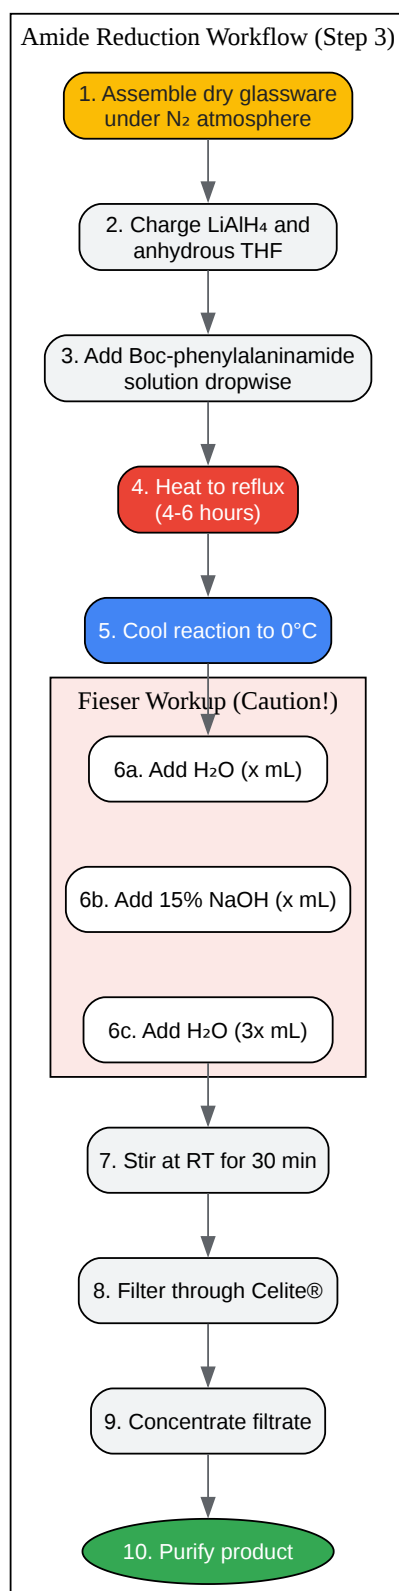 Amide Reduction Workflow (Step 3)
1. Assemble dry glassware
under N₂ atmosphere
2. Charge LiAlH₄ and
anhydrous THF
3. Add Boc-phenylalaninamide
solution dropwise
4. Heat to reflux
(4-6 hours)
5. Cool reaction to 0°C
Fieser Workup (Caution!)
6a. Add H₂O (x mL)
6b. Add 15% NaOH (x mL)
6c. Add H₂O (3x mL)
7. Stir at RT for 30 min
8. Filter through Celite®
9. Concentrate filtrate
10. Purify product